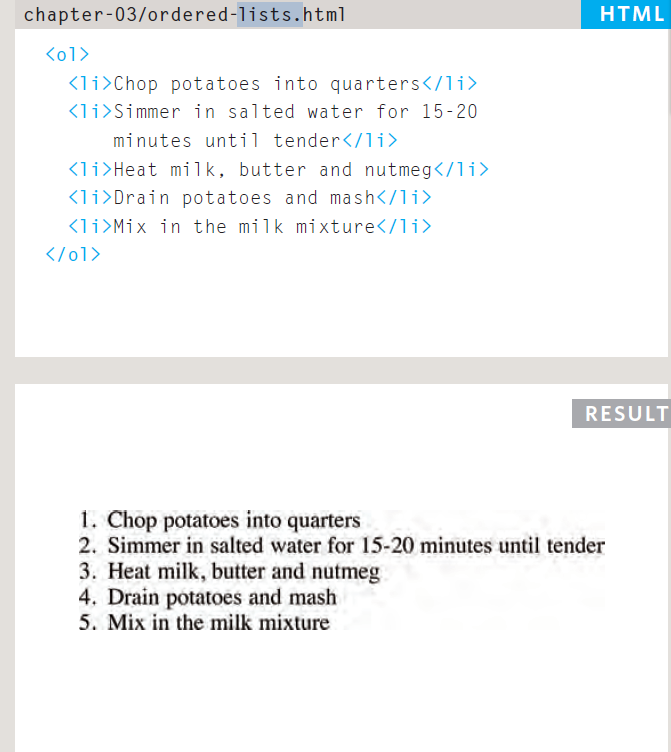 chapter-03/ordered-lists.html HTML
<ol>
<li>Chop potatoes into quarters</li>
<li>Simmer in salted water for 15-20
minutes until tender</li>
<li>Heat milk, butter and nutmeg</li>
<li>Drain potatoes and mash</li>
<li>Mix in the milk mixture</li>
</ol>
RESULT
1. Chop potatoes into quarters
2. Simmer in salted water for 15-20 minutes until tender
3. Heat milk, butter and nutmeg
4. Drain potatoes and mash
5. Mix in the milk mixture